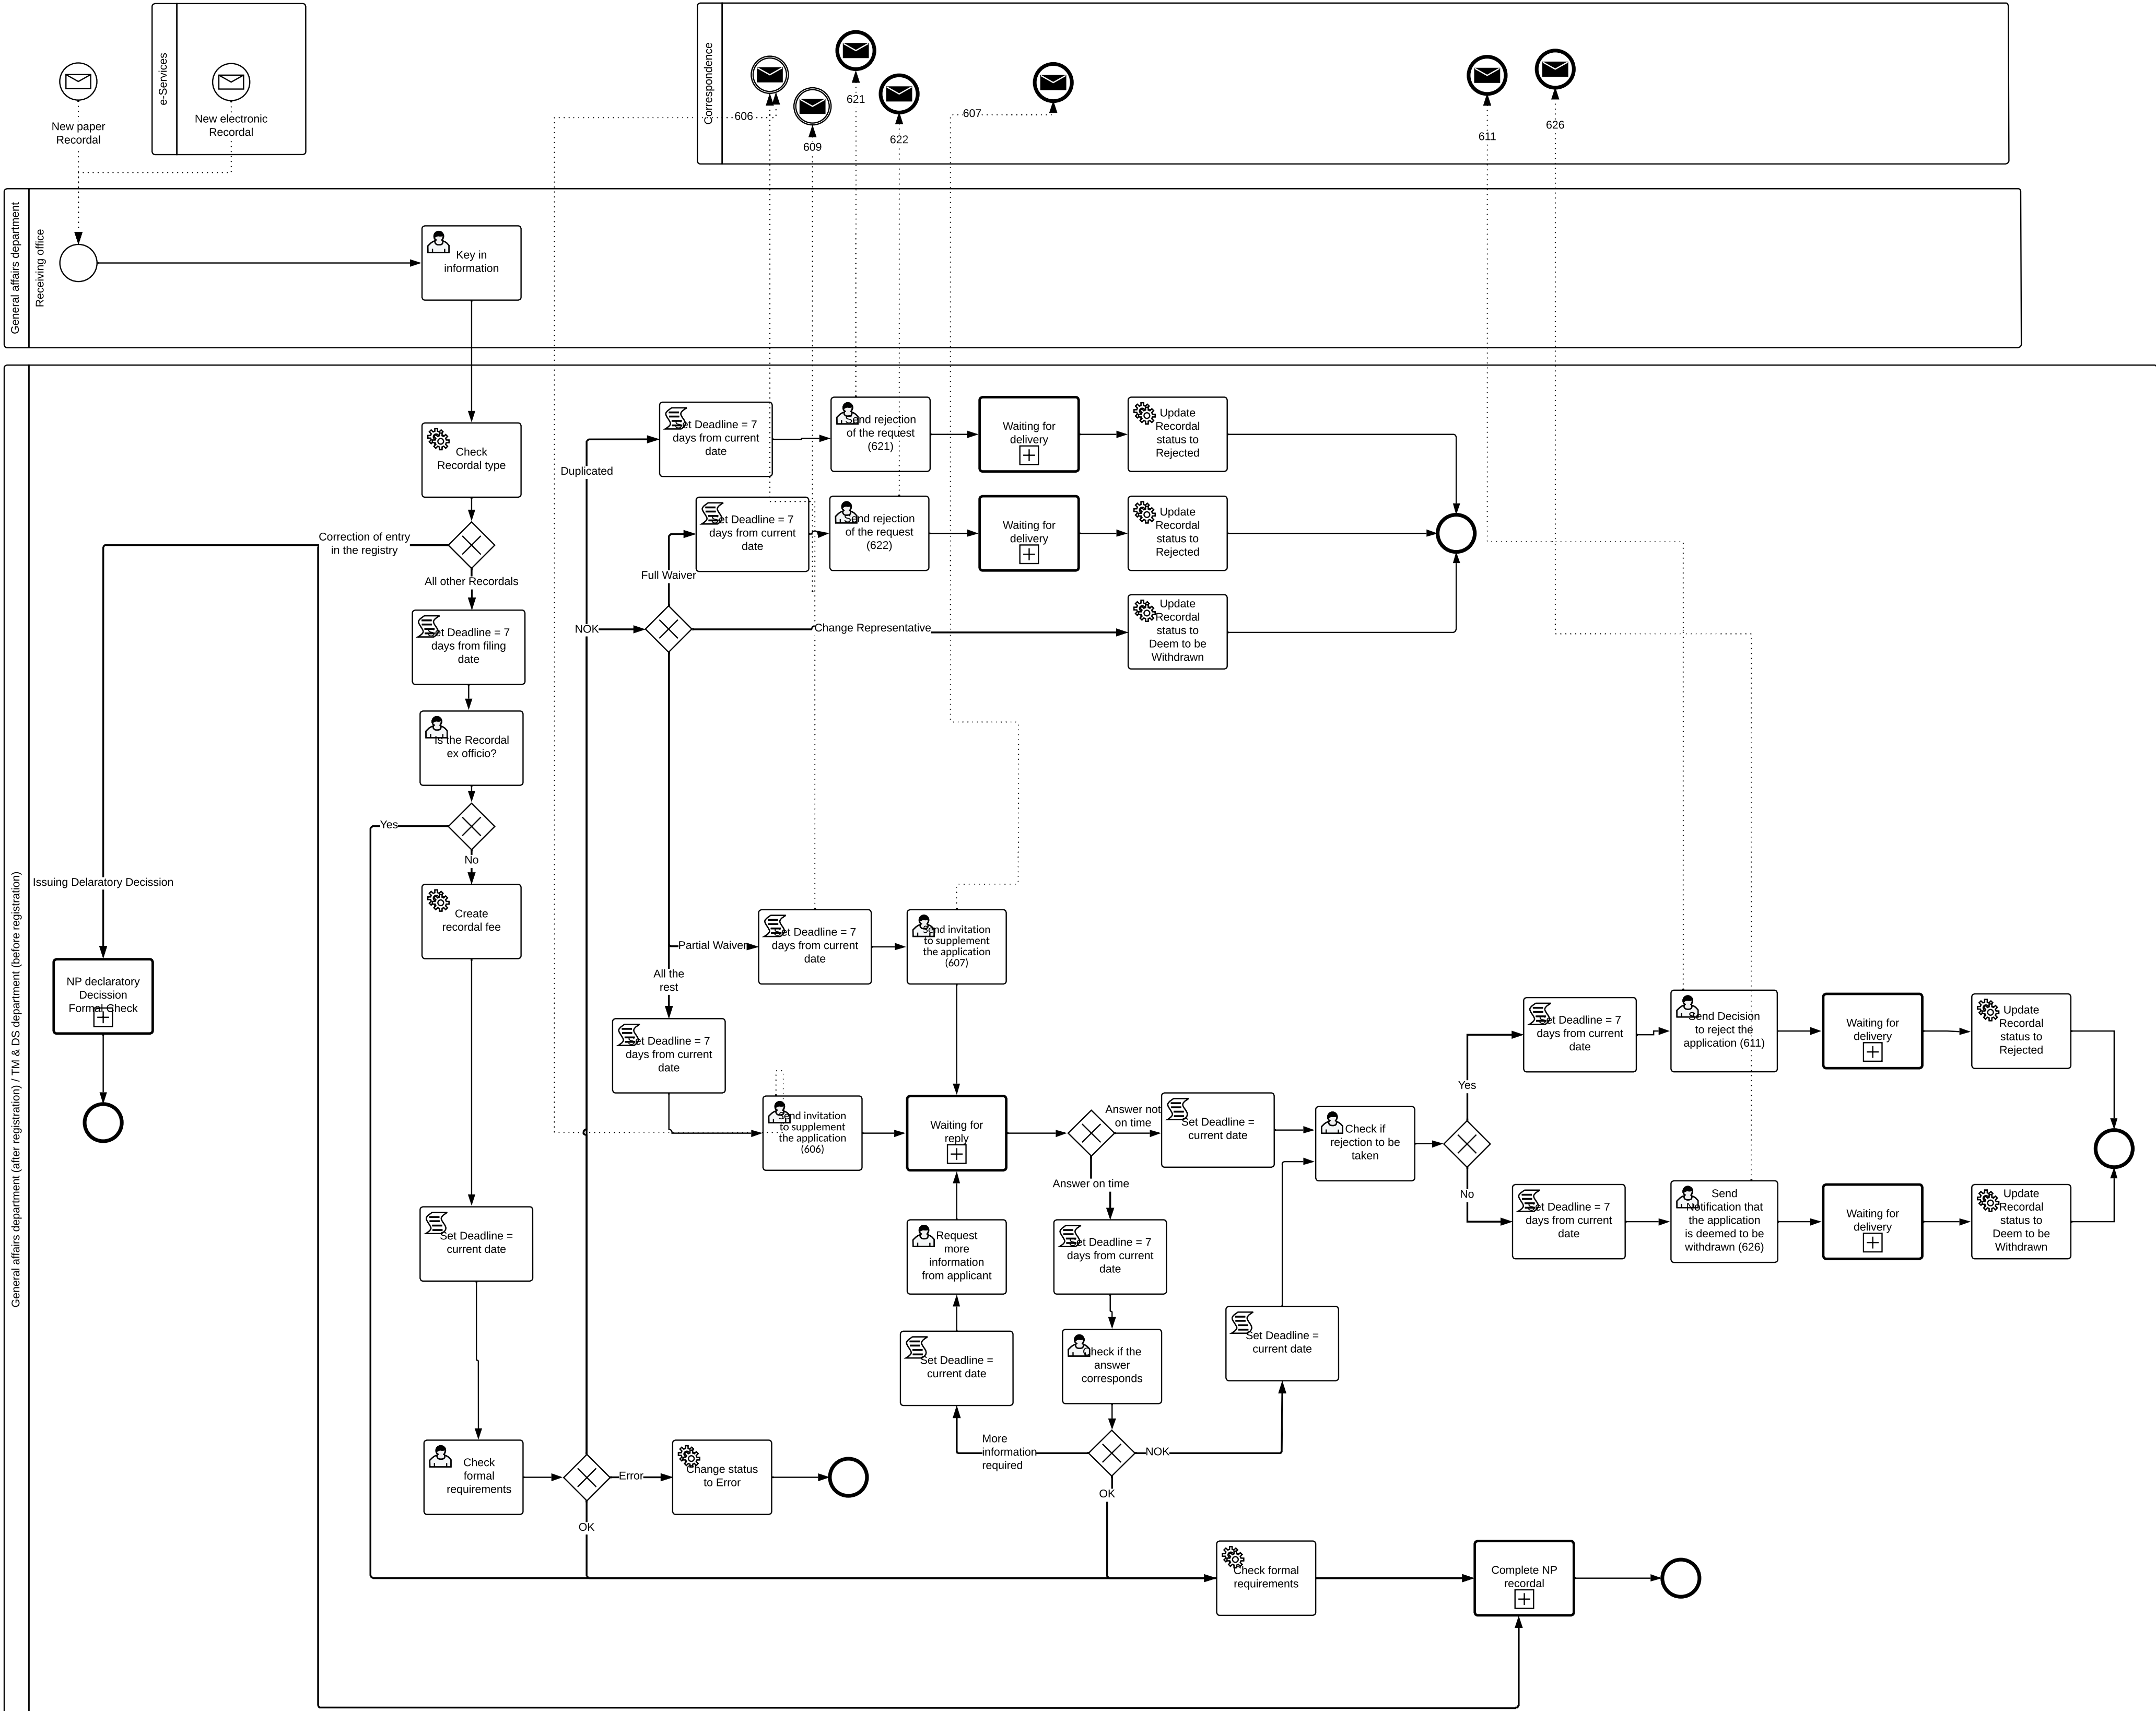 e-Services
New paper
Recordal
New electronic
Recordal
Correspondence
606
609
621
622
607
611
626
General affairs department
Receiving office
Key in
information
General affairs department (after registration) / TM & DS department (before registration)
Check
Recordal type
Correction of entry
in the registry
All other Recordals
Set Deadline = 7
days from filing
date
Is the Recordal
ex officio?
Yes
No
Create
recordal fee
Issuing Delaratory Decission
NP declaratory
Decission
Formal Check
Set Deadline =
current date
Check
formal
requirements
Error
OK
Change status
to Error
Duplicated
NOK
Set Deadline = 7
days from current
date
Send rejection
of the request
(621)
Waiting for
delivery
Update
Recordal
status to
Rejected
Full Waiver
Set Deadline = 7
days from current
date
Send rejection
of the request
(622)
Waiting for
delivery
Update
Recordal
status to
Rejected
Change Representative
Update
Recordal
status to
Deem to be
Withdrawn
Partial Waiver
Set Deadline = 7
days from current
date
Send invitation
to supplement
the application
(607)
All the
rest
Set Deadline = 7
days from current
date
Send invitation
to supplement
the application
(606)
Waiting for
reply
Answer not
on time
Set Deadline =
current date
Check if
rejection to be
taken
Answer on time
Set Deadline = 7
days from current
date
Request
more
information
from applicant
Set Deadline =
current date
Check if the
answer
corresponds
Set Deadline =
current date
More
information
required
NOK
OK
Yes
Set Deadline = 7
days from current
date
Send Decision
to reject the
application (611)
Waiting for
delivery
Update
Recordal
status to
Rejected
No
Set Deadline = 7
days from current
date
Send
Notification that
the application
is deemed to be
withdrawn (626)
Waiting for
delivery
Update
Recordal
status to
Deem to be
Withdrawn
Check formal
requirements
Complete NP
recordal